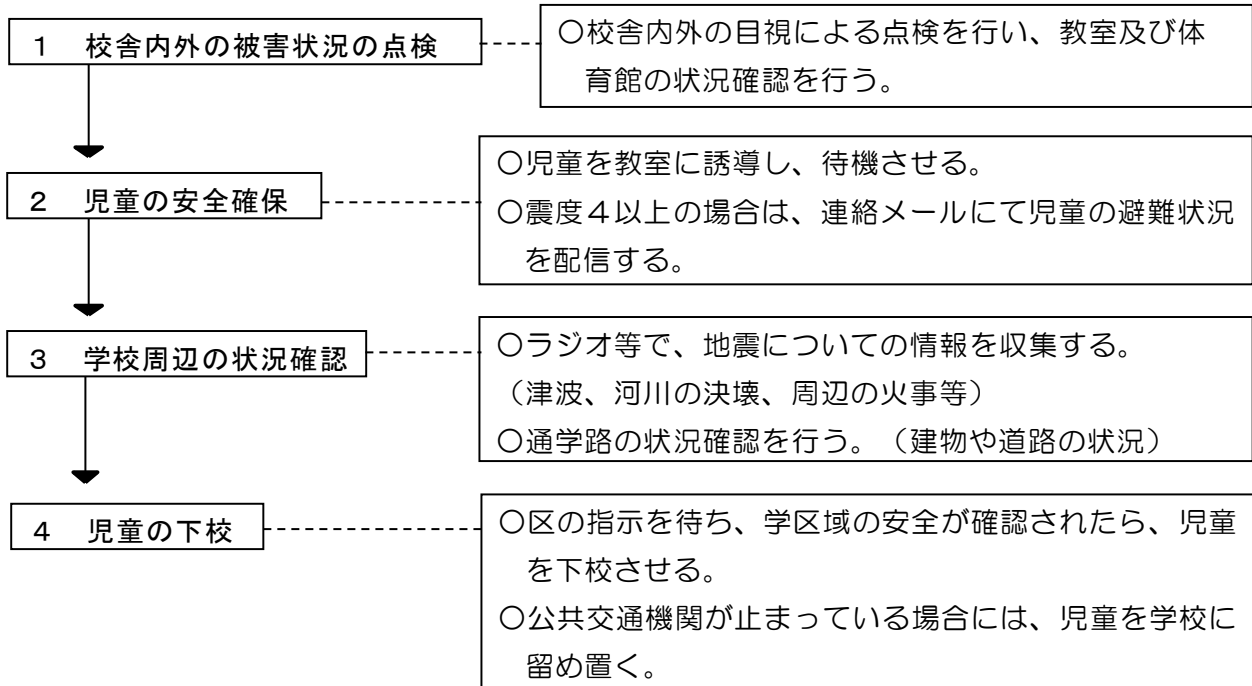 １　校舎内外の被害状況の点検
〇校舎内外の目視による点検を行い、教室及び体
育館の状況確認を行う。
２　児童の安全確保
〇児童を教室に誘導し、待機させる。
〇震度４以上の場合は、連絡メールにて児童の避難状況
を配信する。
３　学校周辺の状況確認
〇ラジオ等で、地震についての情報を収集する。
（津波、河川の決壊、周辺の火事等）
〇通学路の状況確認を行う。（建物や道路の状況）
４　児童の下校
〇区の指示を待ち、学区域の安全が確認されたら、児童
を下校させる。
〇公共交通機関が止まっている場合には、児童を学校に
留め置く。